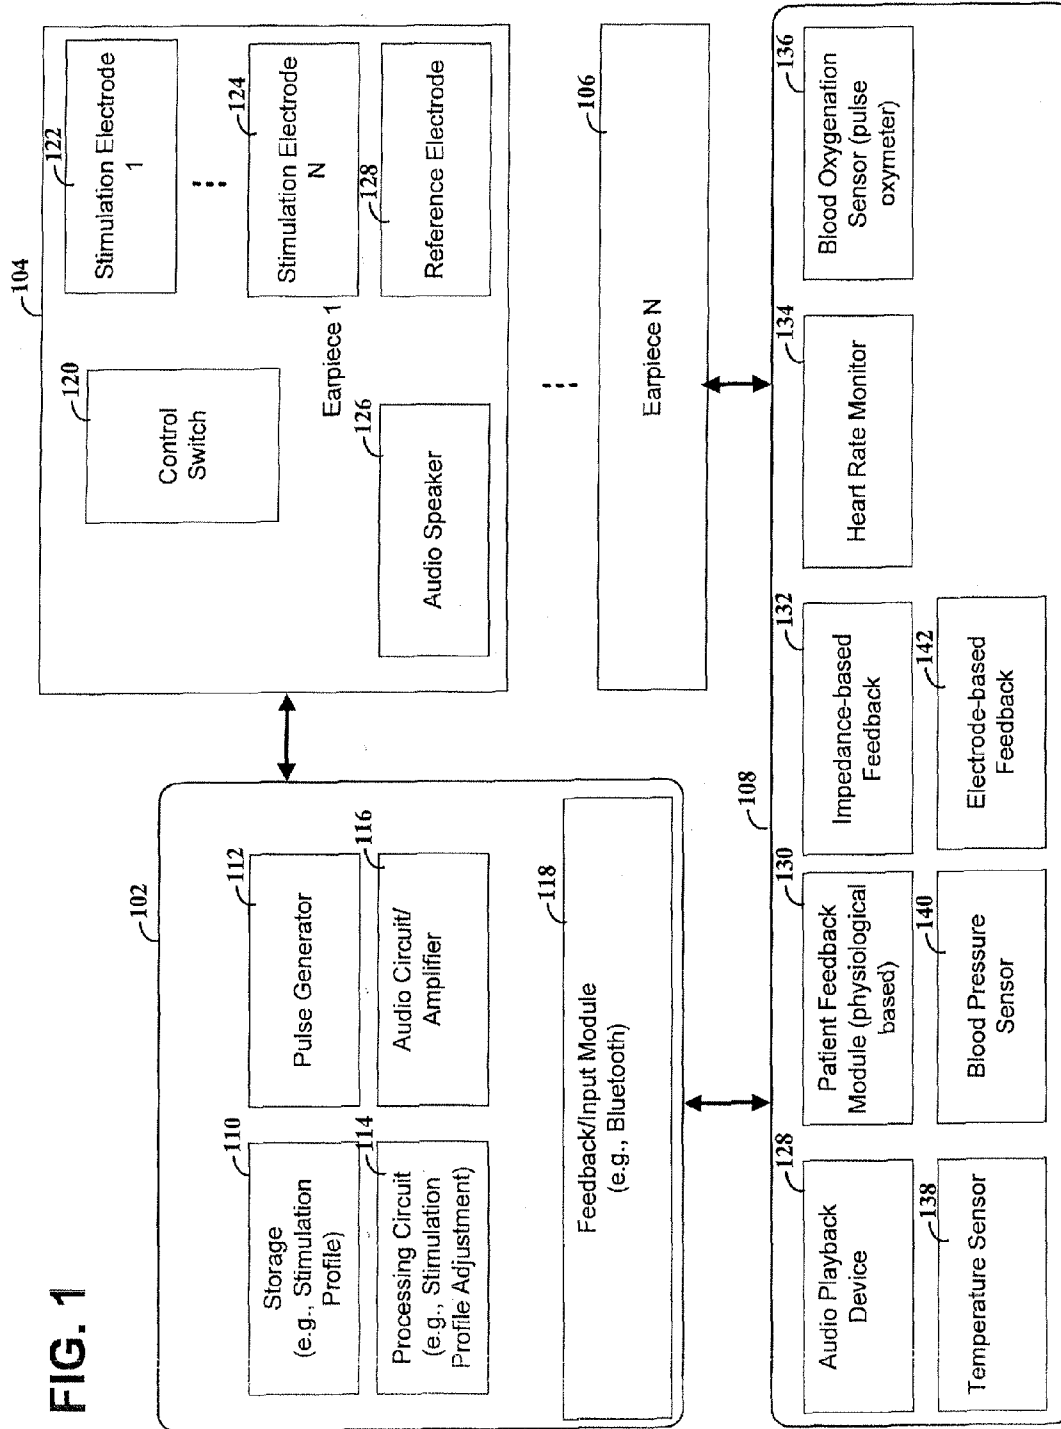 FIG. 1
102
110
Storage
(e.g., Stimulation
Profile)
112
Pulse Generator
114
Processing Circuit
(e.g., Stimulation
Profile Adjustment)
116
Audio Circuit/
Amplifier
118
Feedback/Input Module
(e.g., Bluetooth)
104
120
Control
Switch
122
Stimulation Electrode
1
124
Stimulation Electrode
N
Earpiece 1
126
Audio Speaker
128
Reference Electrode
106
Earpiece N
108
128
Audio Playback
Device
130
Patient Feedback
Module (physiological
based)
132
Impedance-based
Feedback
134
Heart Rate Monitor
136
Blood Oxygenation
Sensor (pulse
oxymeter)
138
Temperature Sensor
140
Blood Pressure
Sensor
142
Electrode-based
Feedback